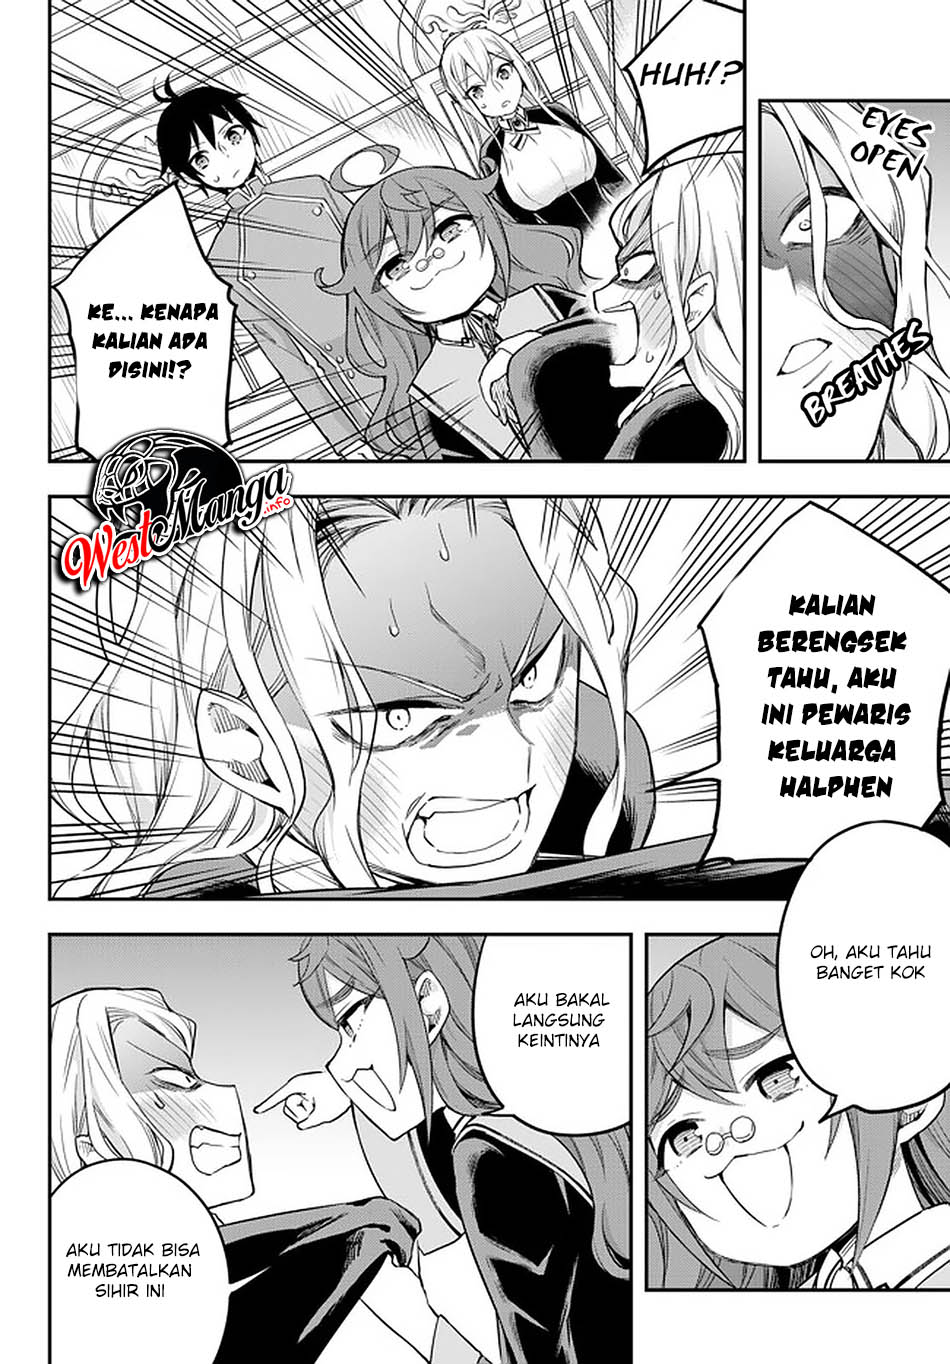 EYES
OPEN
BREATHES
HUH!?
KE... KENAPA
KALIAN ADA
DISINI!?
WestManga
.info
KALIAN
BERENGSEK
TAHU, AKU
INI PEWARIS
KELUARGA
HALPHEN
OH, AKU TAHU
BANGET KOK
AKU BAKAL
LANGSUNG
KEINTINYA
AKU TIDAK BISA
MEMBATALKAN
SIHIR INI